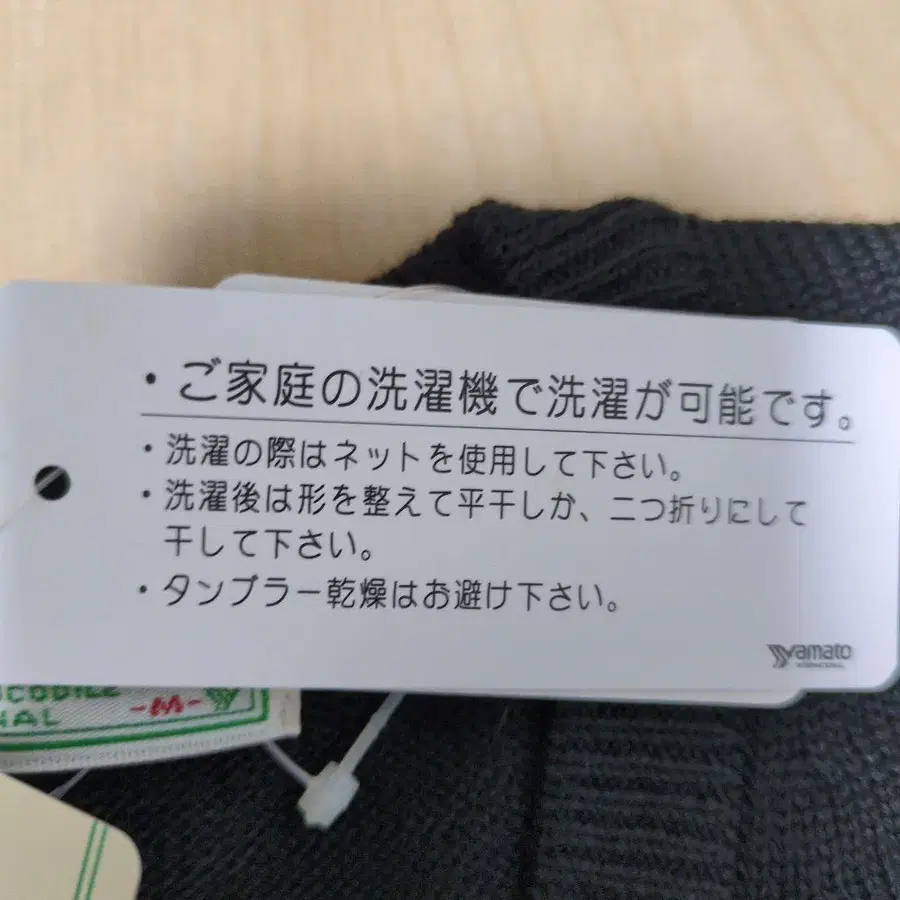 ・ご家庭の洗濯機で洗濯が可能です。
・洗濯の際はネットを使用して下さい。
・洗濯後は形を整えて平干しか、二つ折りにして
干して下さい。
・タンブラー乾燥はお避け下さい。
yamato
-M-